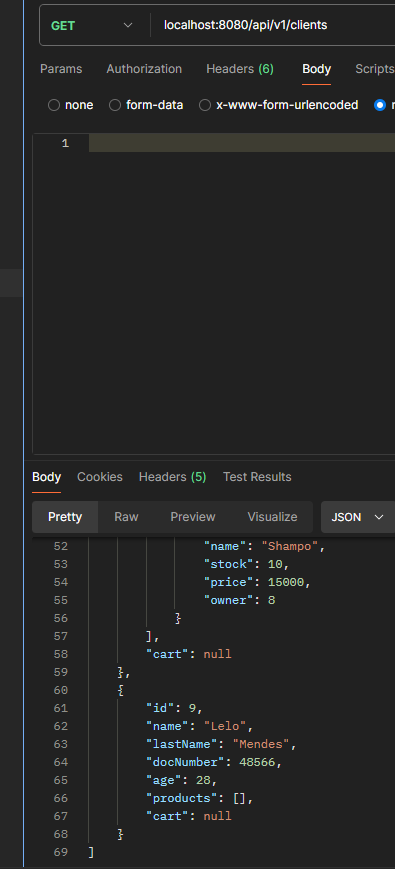 GET localhost:8080/api/v1/clients
Params Authorization Headers (6) Body Scripts
none form-data x-www-form-urlencoded
1
Body Cookies Headers (5) Test Results
Pretty Raw Preview Visualize JSON
52 "name": "Shampo",
53 "stock": 10,
54 "price": 15000,
55 "owner": 8
56 }
57 ],
58 "cart": null
59 },
60 {
61 "id": 9,
62 "name": "Lelo",
63 "lastName": "Mendes",
64 "docNumber": 48566,
65 "age": 28,
66 "products": [],
67 "cart": null
68 }
69 ]